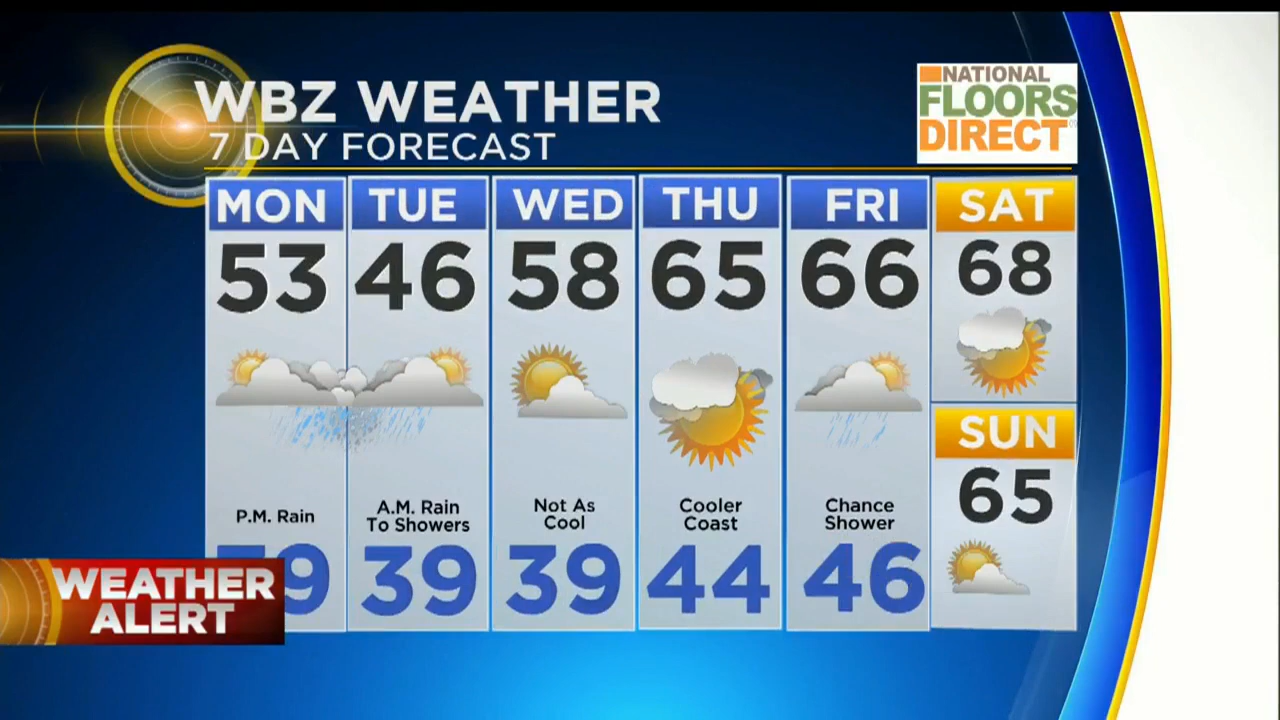 WBZ WEATHER
7 DAY FORECAST
NATIONAL
FLOORS
DIRECT
MON
53
P.M. Rain
TUE
46
A.M. Rain
To Showers
39
WED
58
Not As
Cool
39
THU
65
Cooler
Coast
44
FRI
66
Chance
Shower
46
SAT
68
SUN
65
WEATHER
ALERT